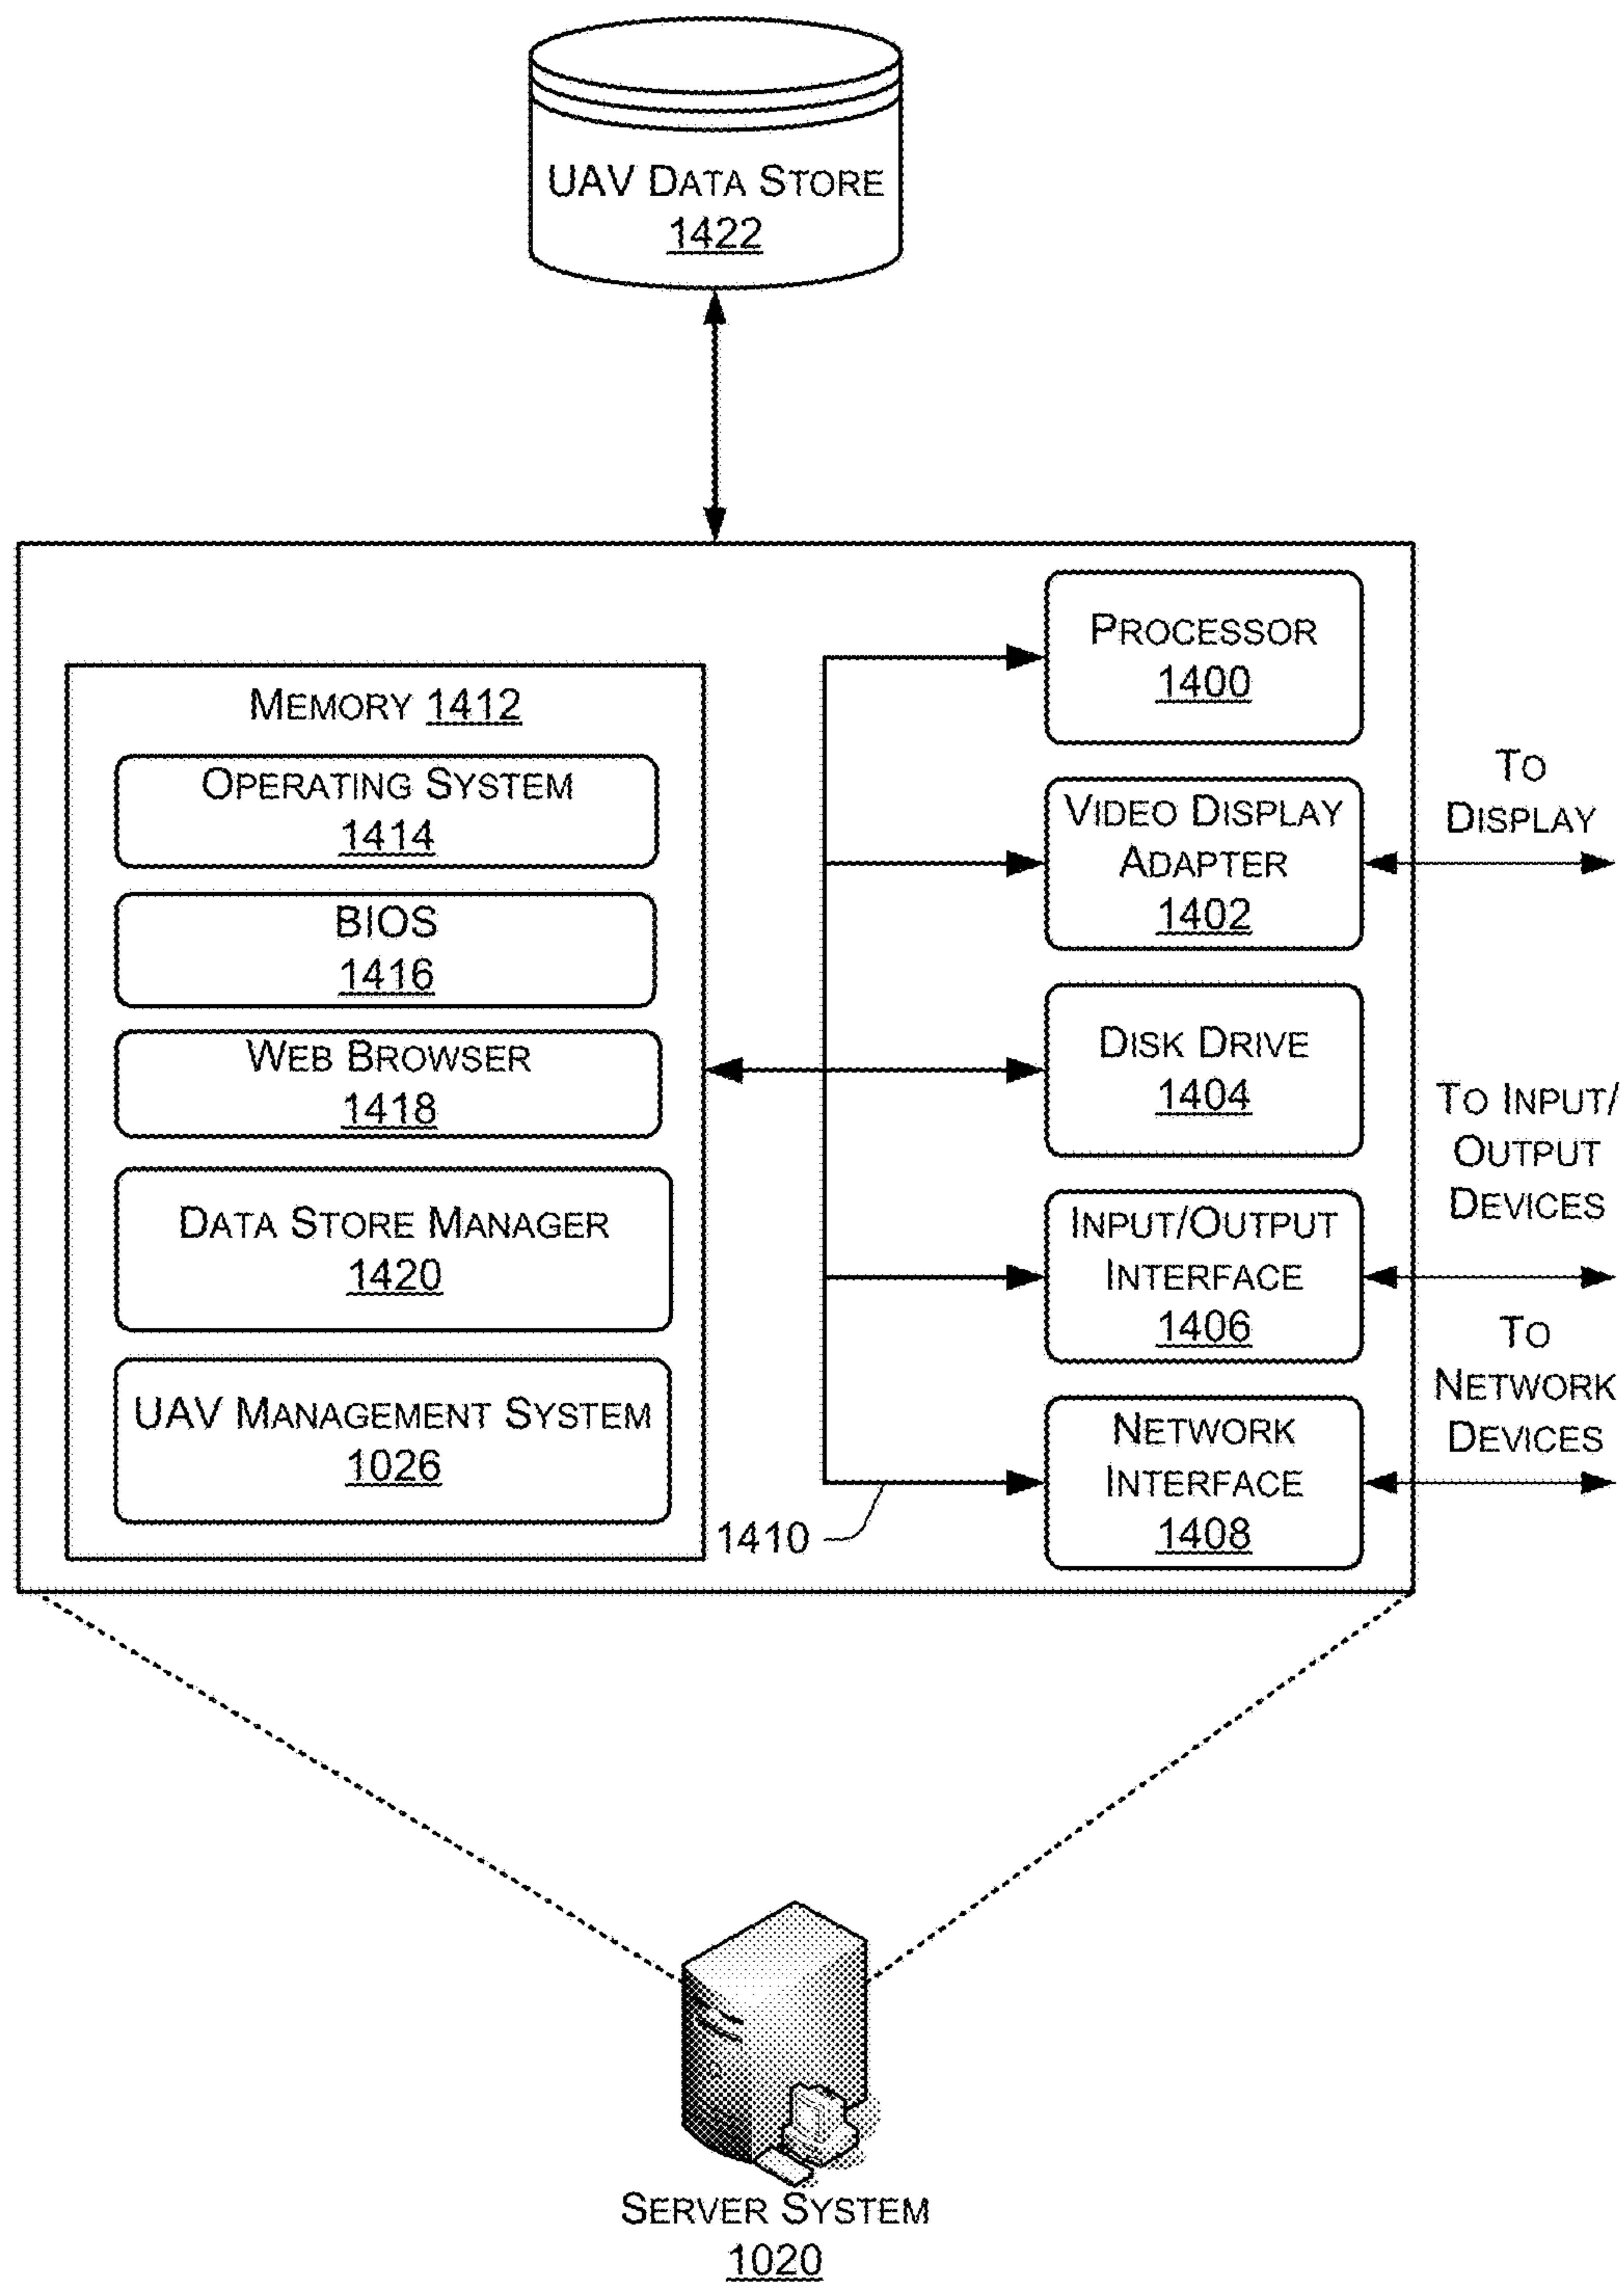 UAV DATA STORE
1422
MEMORY 1412
OPERATING SYSTEM
1414
BIOS
1416
WEB BROWSER
1418
DATA STORE MANAGER
1420
UAV MANAGEMENT SYSTEM
1026
PROCESSOR
1400
VIDEO DISPLAY
ADAPTER
1402
DISK DRIVE
1404
INPUT/OUTPUT
INTERFACE
1406
NETWORK
INTERFACE
1408
1410
TO
DISPLAY
TO INPUT/
OUTPUT
DEVICES
TO
NETWORK
DEVICES
SERVER SYSTEM
1020